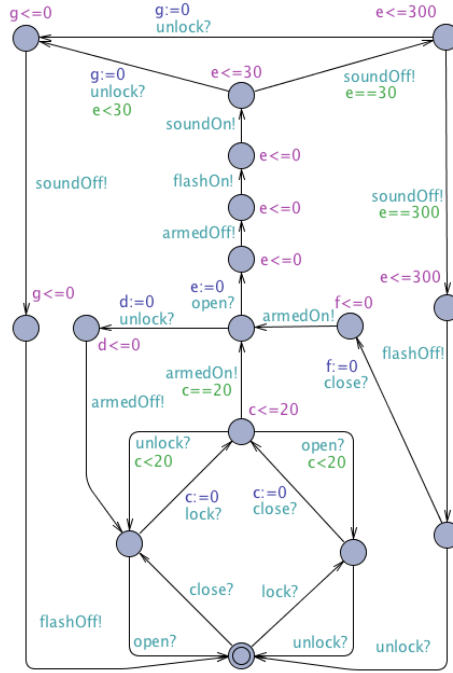 g<=0
g:=0
unlock?
e<=300
e<=30
g:=0
unlock?
e<30
soundOff!
e==30
soundOn!
e<=0
flashOn!
soundOff!
soundOff!
e==300
e<=0
armedOff!
e<=0
e<=300
g<=0
d:=0
unlock?
e:=0
open?
f<=0
armedOn!
d<=0
flashOff!
armedOn!
c==20
f:=0
close?
armedOff!
c<=20
unlock?
c<20
open?
c<20
c:=0
lock?
c:=0
close?
close?
lock?
flashOff!
open?
unlock?
unlock?